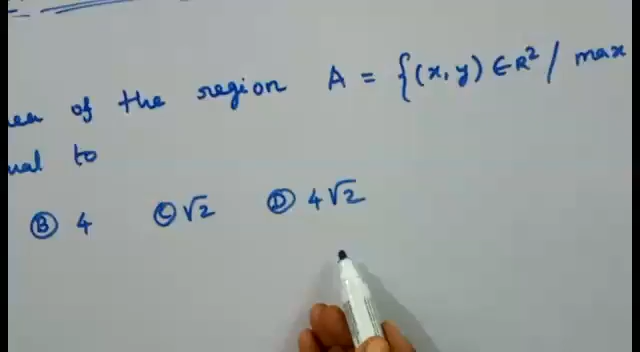 of the region A = {(x, y) ∈ R² / max
to
Ⓑ 4 Ⓒ √2 Ⓓ 4√2